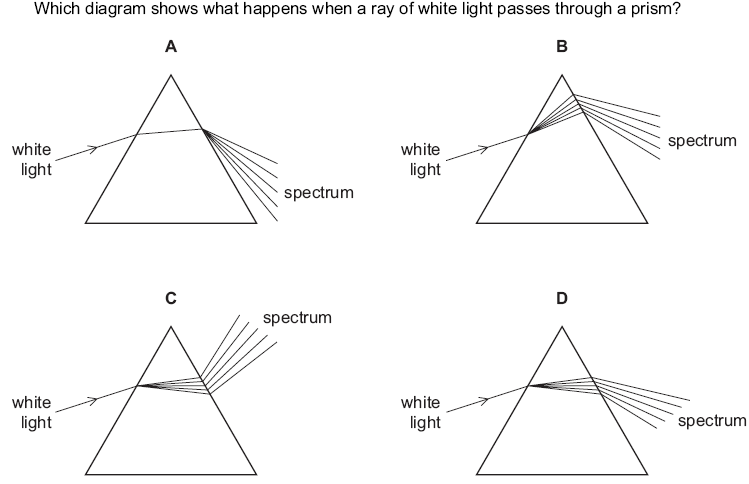 Which diagram shows what happens when a ray of white light passes through a prism?
A
B
white
light
spectrum
white
light
spectrum
C
D
white
light
spectrum
white
light
spectrum